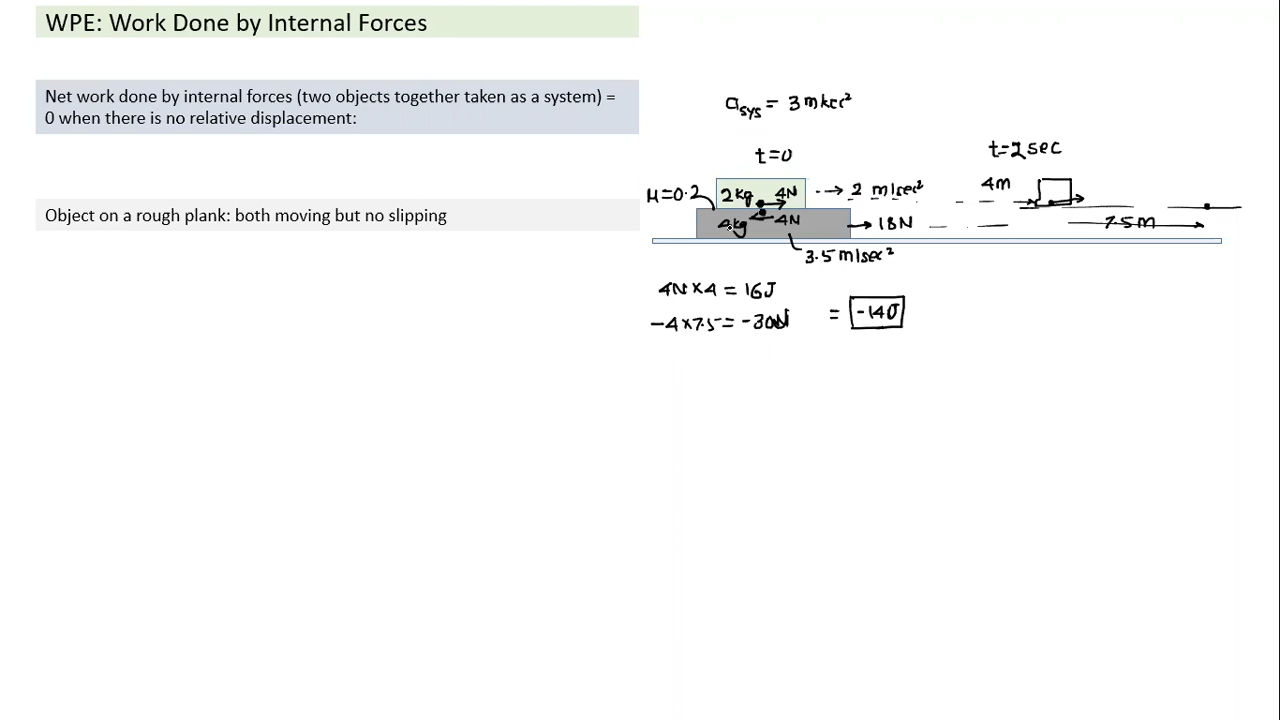 WPE: Work Done by Internal Forces
Net work done by internal forces (two objects together taken as a system) =
0 when there is no relative displacement:
Object on a rough plank: both moving but no slipping
a_sys = 3 m/sec²
t=0
t=2sec
μ=0.2
2kg
4N
2 m/sec²
4m
4kg
4N
18N
7.5m
3.5 m/sec²
4N×4 = 16J
-4×7.5= -30N
= -14J